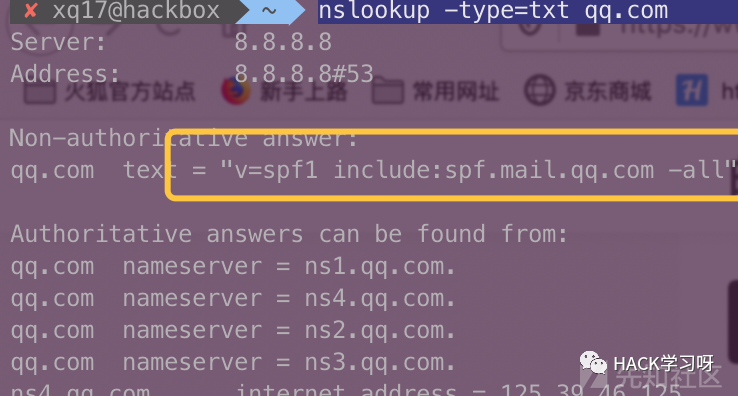 ✘ xq17@hackbox ~ nslookup -type=txt qq.com
Server: 8.8.8.8
Address: 8.8.8.8#53
火狐官方站点 新手上路 常用网址 京东商城
Non-authoritative answer:
qq.com text = "v=spf1 include:spf.mail.qq.com -all"
Authoritative answers can be found from:
qq.com nameserver = ns1.qq.com.
qq.com nameserver = ns4.qq.com.
qq.com nameserver = ns2.qq.com.
qq.com nameserver = ns3.qq.com.
HACK学习呀
先知社区
ns4.qq.com internet address = 125.39.46.125